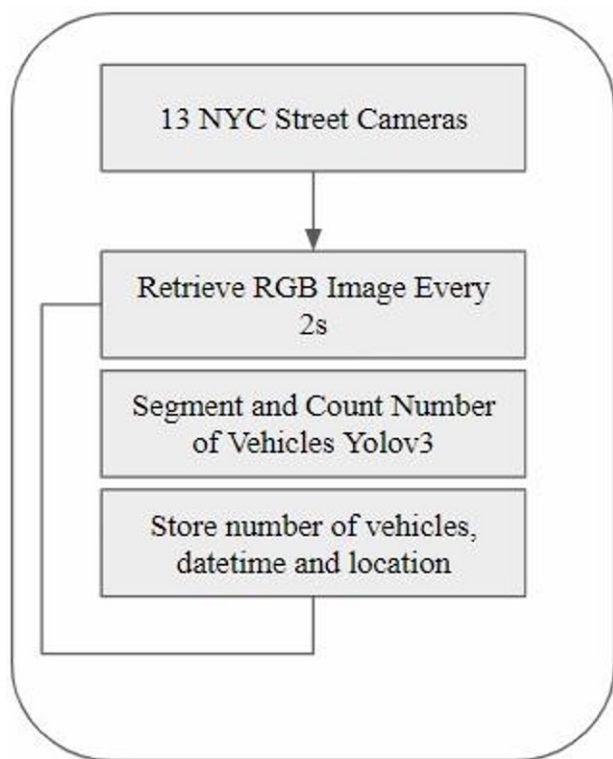 13 NYC Street Cameras
Retrieve RGB Image Every
2s
Segment and Count Number
of Vehicles Yolov3
Store number of vehicles,
datetime and location